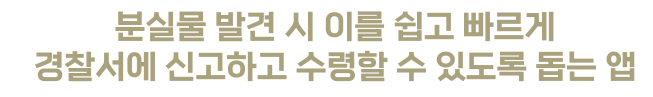 분실물 발견 시 이를 쉽고 빠르게
경찰서에 신고하고 수령할 수 있도록 돕는 앱